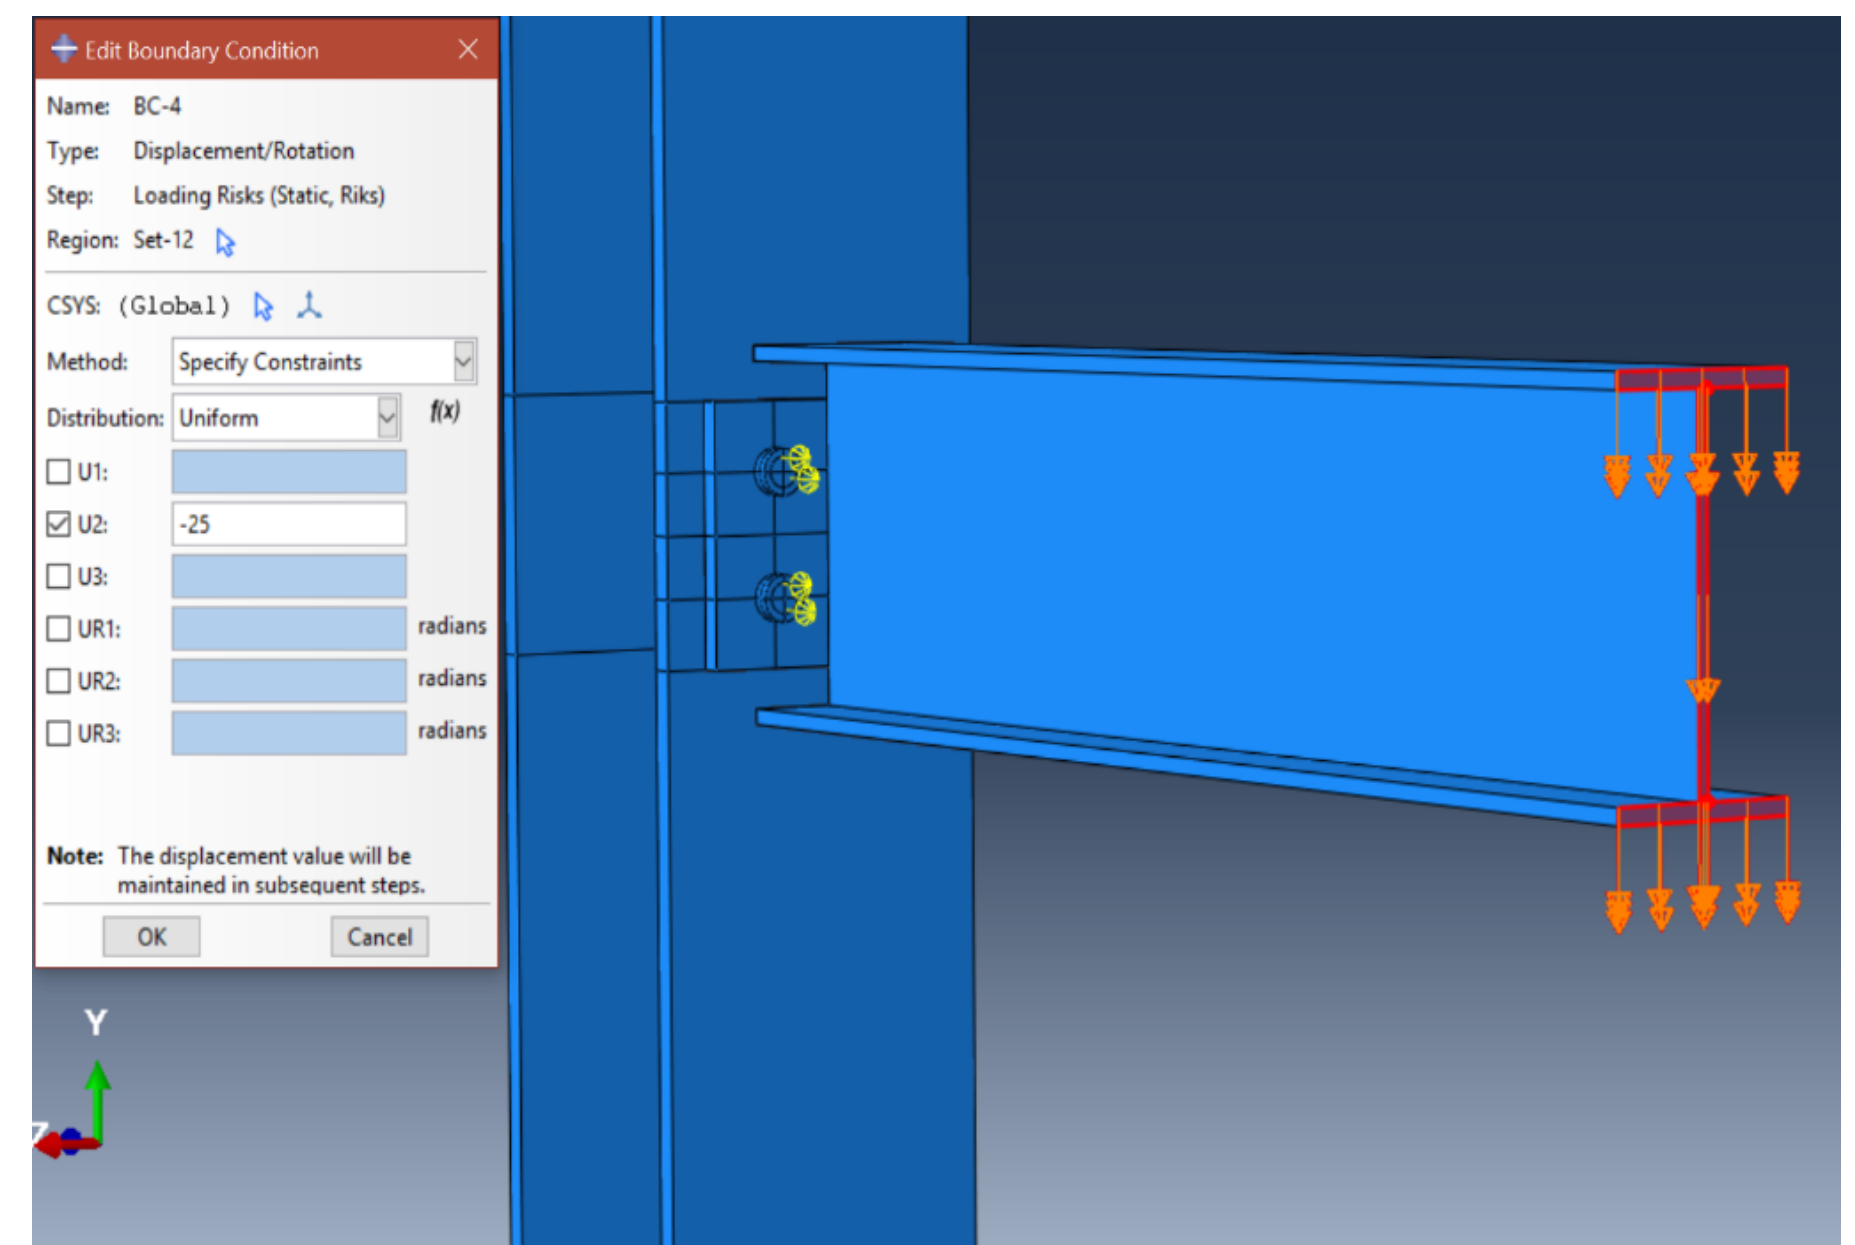 Edit Boundary Condition
Name: BC-4
Type: Displacement/Rotation
Step: Loading Risks (Static, Riks)
Region: Set-12
CSYS: (Global)
Method: Specify Constraints
Distribution: Uniform f(x)
U1:
U2: -25
U3:
UR1: radians
UR2: radians
UR3: radians
Note: The displacement value will be
maintained in subsequent steps.
OK Cancel
Y
Z